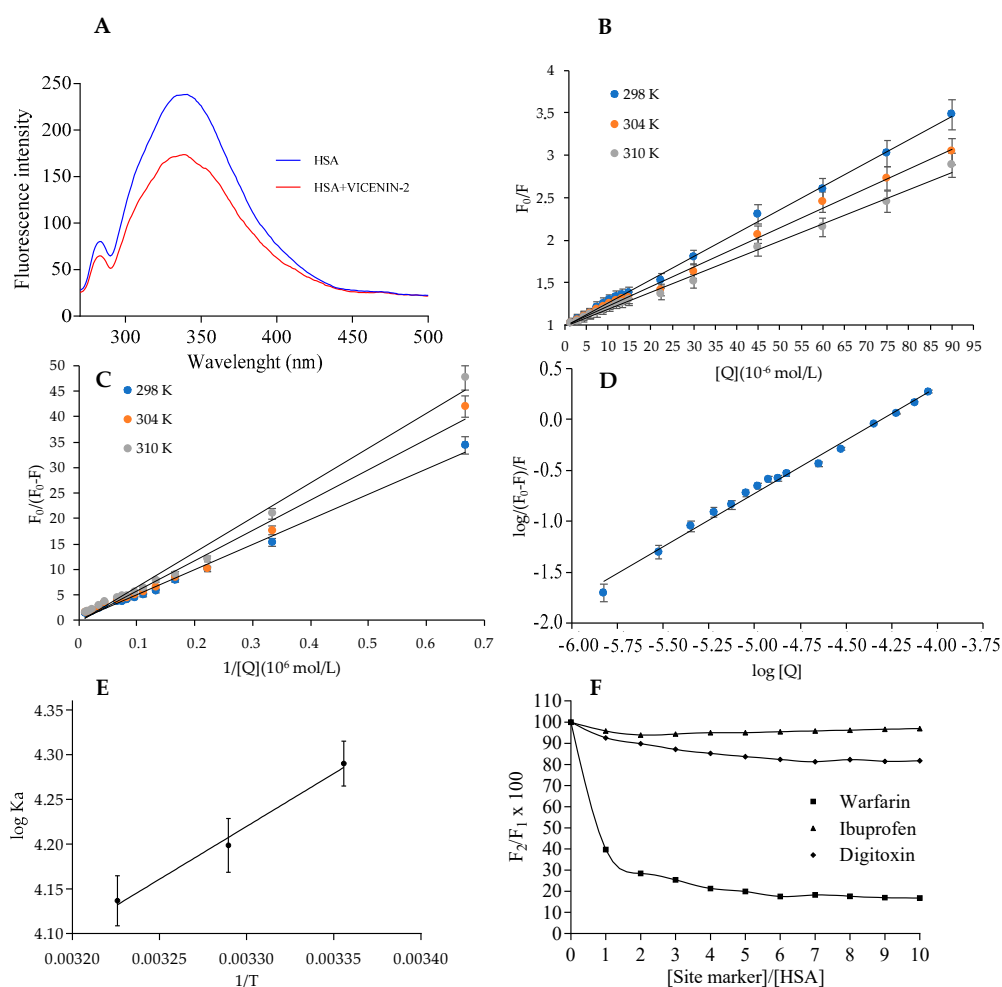 A
250
200
150
100
50
0
300 350 400 450 500
Fluorescence intensity
Wavelenght (nm)
HSA
HSA+VICENIN-2
B
4
3.5
3
2.5
2
1.5
1
1 5 10 15 20 25 30 35 40 45 50 55 60 65 70 75 80 85 90 95
F₀/F
[Q](10⁻⁶ mol/L)
298 K
304 K
310 K
C
50
45
40
35
30
25
20
15
10
5
0
0 0.1 0.2 0.3 0.4 0.5 0.6 0.7
F₀/(F₀-F)
1/[Q](10⁶ mol/L)
298 K
304 K
310 K
D
0.5
0.0
-0.5
-1.0
-1.5
-2.0
-6.00 -5.75 -5.50 -5.25 -5.00 -4.75 -4.50 -4.25 -4.00 -3.75
log/(F₀-F)/F
log [Q]
E
4.35
4.30
4.25
4.20
4.15
4.10
0.00320 0.00325 0.00330 0.00335 0.00340
log Ka
1/T
F
100
90
80
70
60
50
40
30
20
10
0
0 1 2 3 4 5 6 7 8 9 10
F₂/F₁ x 100
[Site marker]/[HSA]
Warfarin
Ibuprofen
Digitoxin